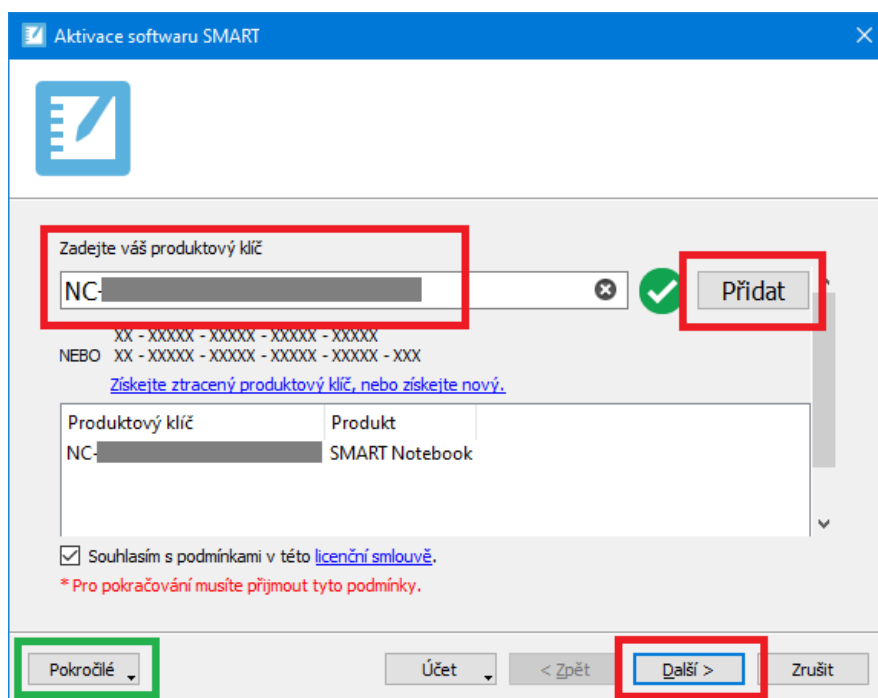 Aktivace softwaru SMART
Zadejte váš produktový klíč
NC-
Přidat
XX - XXXXX - XXXXX - XXXXX - XXXXX
NEBO XX - XXXXX - XXXXX - XXXXX - XXXXX - XXX
Získejte ztracený produktový klíč, nebo získejte nový.
Produktový klíč Produkt
NC- SMART Notebook
Souhlasím s podmínkami v této licenční smlouvě.
* Pro pokračování musíte přijmout tyto podmínky.
Pokročilé Účet < Zpět Další > Zrušit